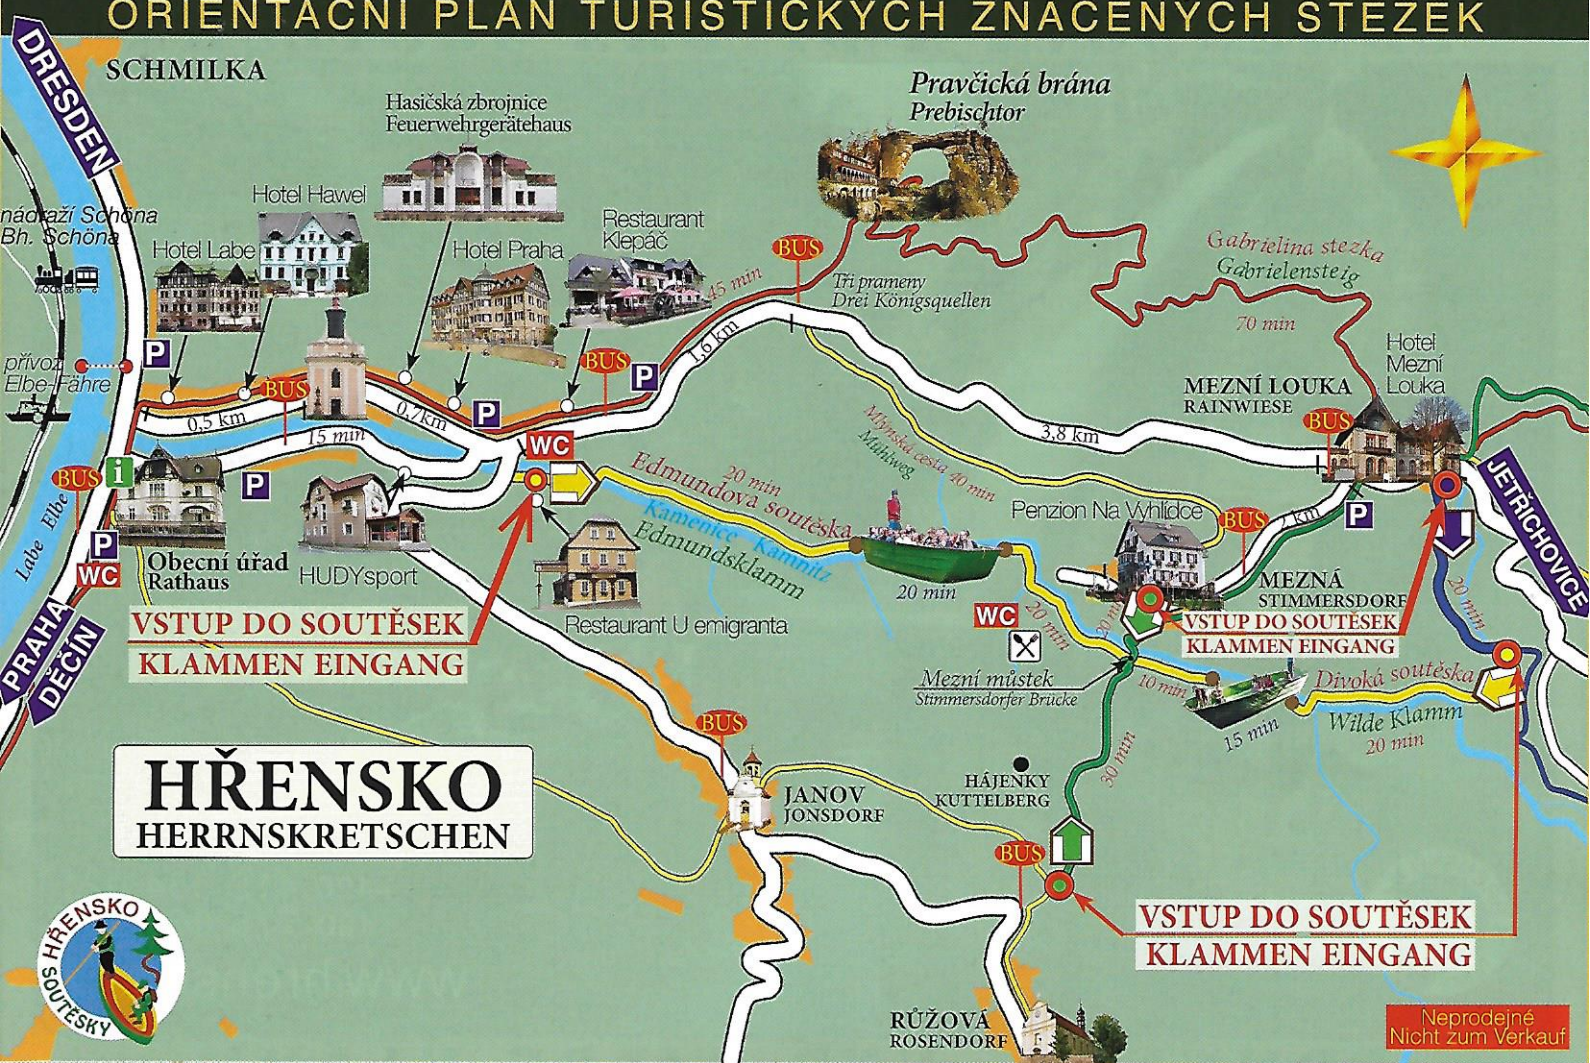 ORIENTAČNÍ PLÁN TURISTICKÝCH ZNAČENÝCH STEZEK
DRESDEN
SCHMILKA
Hasičská zbrojnice
Feuerwehrgerätehaus
Pravčická brána
Prebischtor
nádraží Schöna
Bh. Schöna
Hotel Hawel
Hotel Labe
Hotel Praha
Restaurant
Klepáč
BUS
45 min
Tři prameny
Drei Königsquellen
Gabrielina stezka
Gabrielensteig
70 min
Hotel
Mezní
Louka
P
přívoz
Elbe-Fähre
BUS
BUS
P
1,6 km
MEZNÍ LOUKA
RAINWIESE
BUS
0,5 km
0,7km
P
15 min
WC
3,8 km
Mlýnská cesta 40 min
Mühlweg
BUS
i
P
Edmundova soutěska
20 min
Kamenice Kamnitz
Edmundsklamm
JETŘICHOVICE
Labe Elbe
P
WC
Obecní úřad
Rathaus
HUDYsport
Penzion Na Vyhlídce
BUS
2 km
P
20 min
20 min
MEZNÁ
STIMMERSDORF
VSTUP DO SOUTĚSEK
KLAMMEN EINGANG
Restaurant U emigranta
WC
20 min
20 min
VSTUP DO SOUTĚSEK
KLAMMEN EINGANG
PRAHA
DĚČÍN
Mezní můstek
Stimmersdorfer Brücke
10 min
Divoká soutěska
Wilde Klamm
20 min
15 min
BUS
30 min
HŘENSKO
HERRNSKRETSCHEN
JANOV
JONSDORF
HÁJENKY
KUTTELBERG
BUS
VSTUP DO SOUTĚSEK
KLAMMEN EINGANG
HŘENSKO
SOUTĚSKY
RŮŽOVÁ
ROSENDORF
Neprodejné
Nicht zum Verkauf